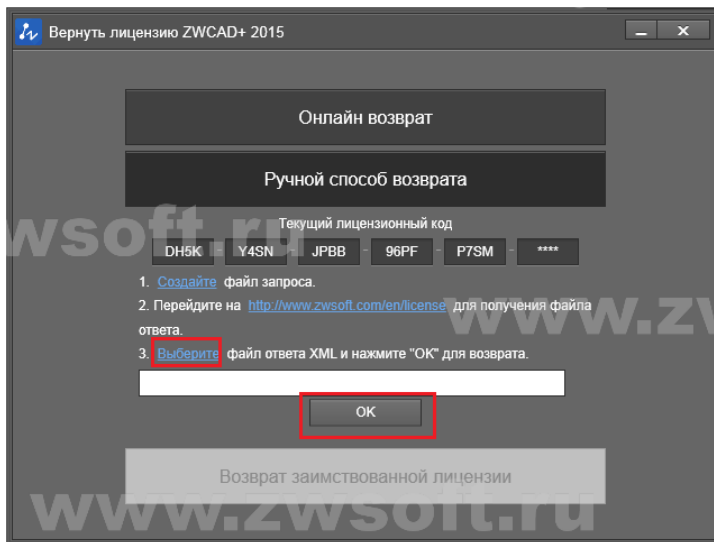 Вернуть лицензию ZWCAD+ 2015
Онлайн возврат
Ручной способ возврата
Текущий лицензионный код
DH5K - Y4SN - JPBB - 96PF - P7SM - ****
1. Создайте файл запроса.
2. Перейдите на http://www.zwsoft.com/en/license для получения файла
ответа.
3. Выберите файл ответа XML и нажмите "ОК" для возврата.
OK
Возврат заимствованной лицензии
www.zwsoft.ru